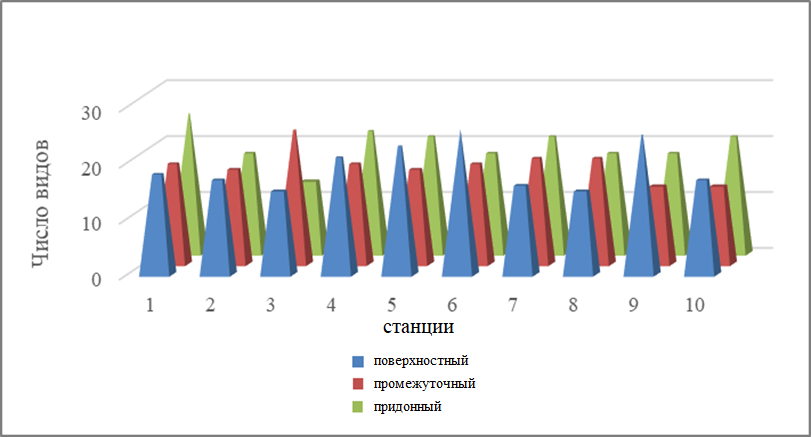 Число видов
30
20
10
0
1 2 3 4 5 6 7 8 9 10
станции
поверхностный
промежуточный
придонный